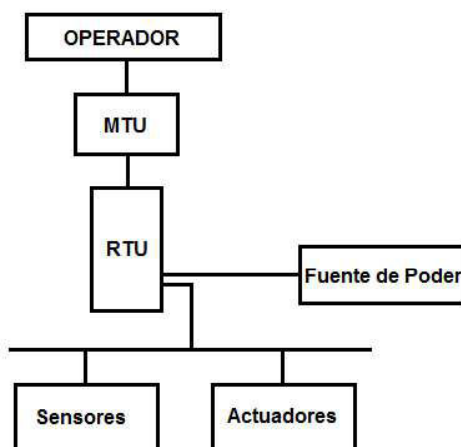 OPERADOR
MTU
RTU
Fuente de Poder
Sensores
Actuadores